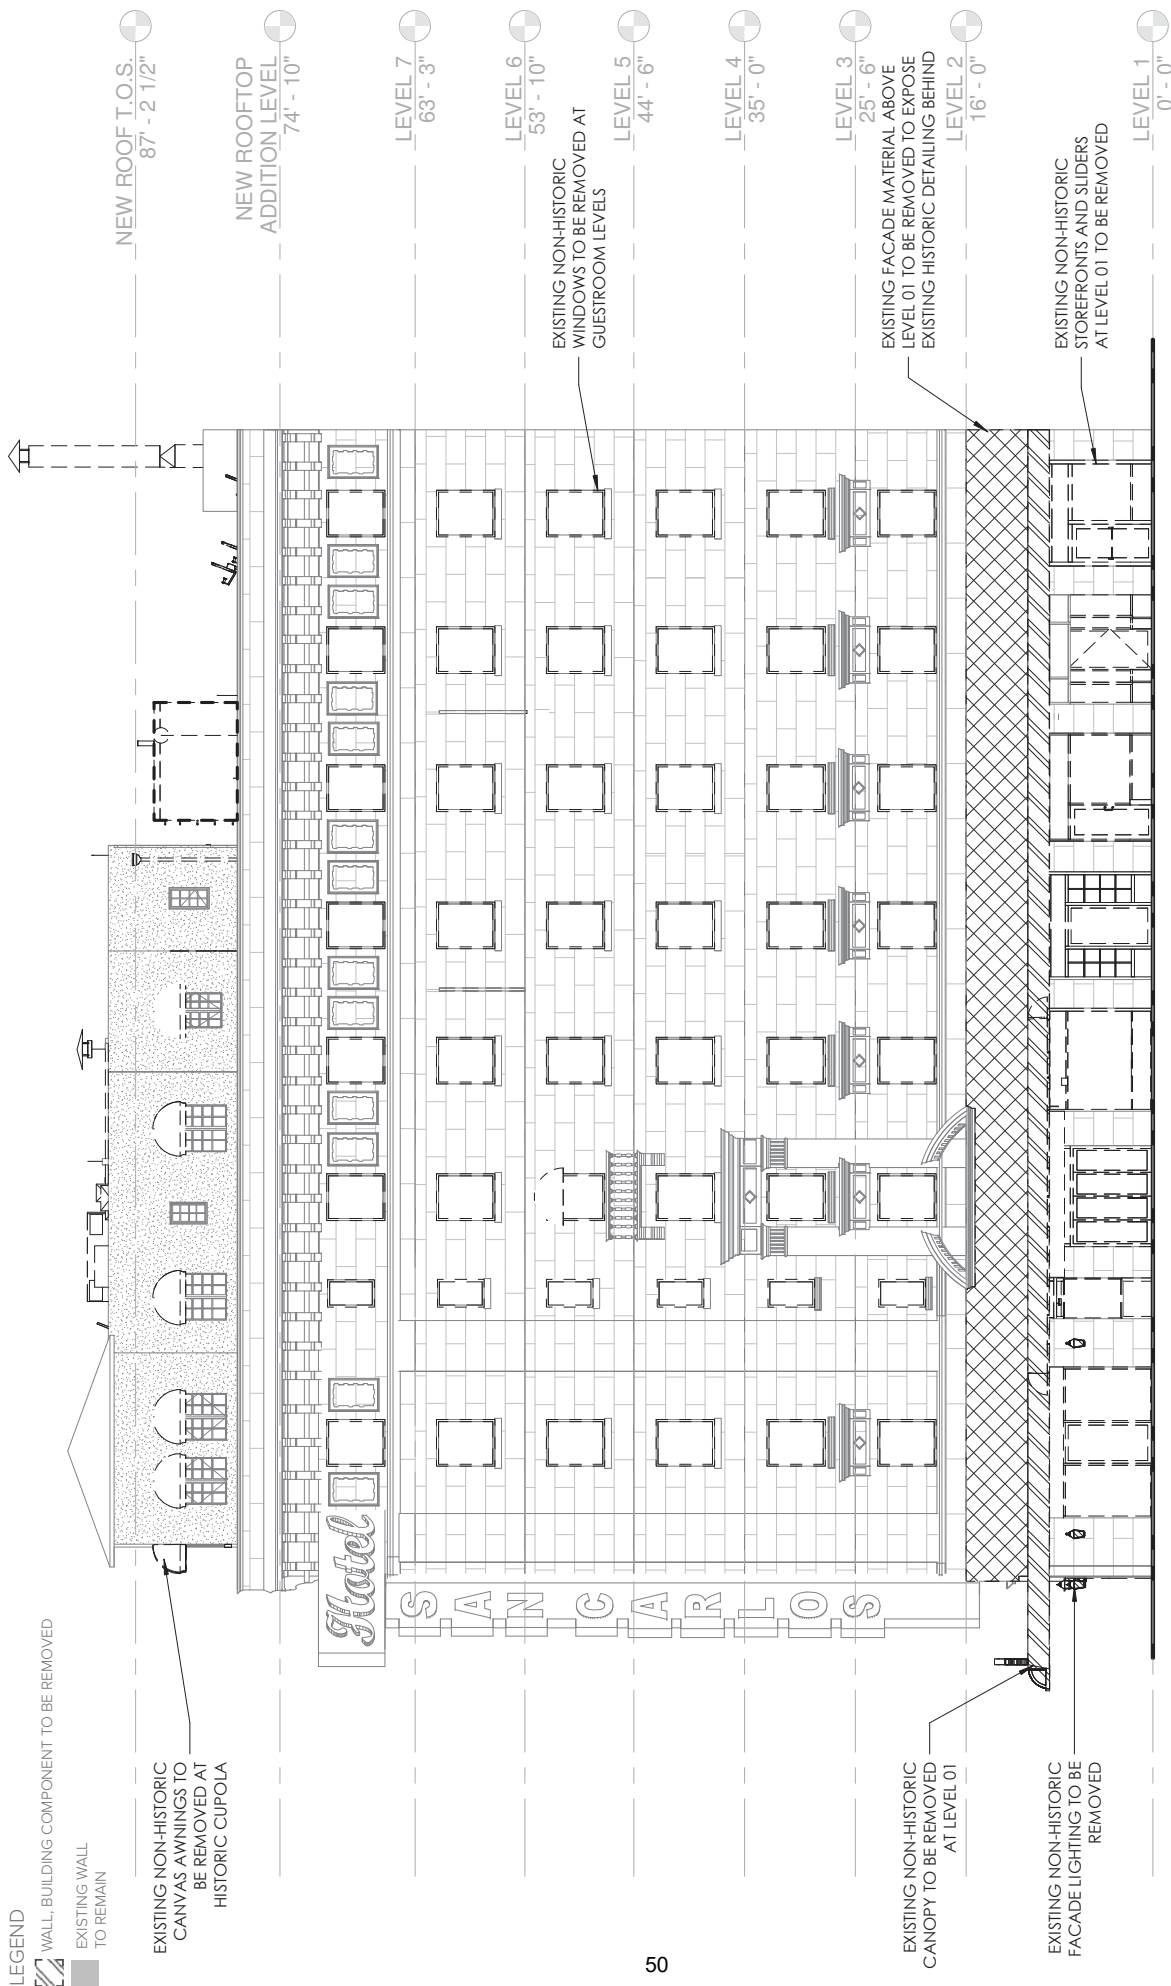 LEGEND
WALL, BUILDING COMPONENT TO BE REMOVED
EXISTING WALL
TO REMAIN
EXISTING NON-HISTORIC
CANVAS AWNINGS TO
BE REMOVED AT
HISTORIC CUPOLA
EXISTING NON-HISTORIC
CANOPY TO BE REMOVED
AT LEVEL 01
EXISTING NON-HISTORIC
FACADE LIGHTING TO BE
REMOVED
Hotel
SAN CARLOS
EXISTING NON-HISTORIC
WINDOWS TO BE REMOVED AT
GUESTROOM LEVELS
EXISTING FACADE MATERIAL ABOVE
LEVEL 01 TO BE REMOVED TO EXPOSE
EXISTING HISTORIC DETAILING BEHIND
EXISTING NON-HISTORIC
STOREFRONTS AND SLIDERS
AT LEVEL 01 TO BE REMOVED
NEW ROOF T.O.S.
87' - 2 1/2"
NEW ROOFTOP
ADDITION LEVEL
74' - 10"
LEVEL 7
63' - 3"
LEVEL 6
53' - 10"
LEVEL 5
44' - 6"
LEVEL 4
35' - 0"
LEVEL 3
25' - 6"
LEVEL 2
16' - 0"
LEVEL 1
0' - 0"
50